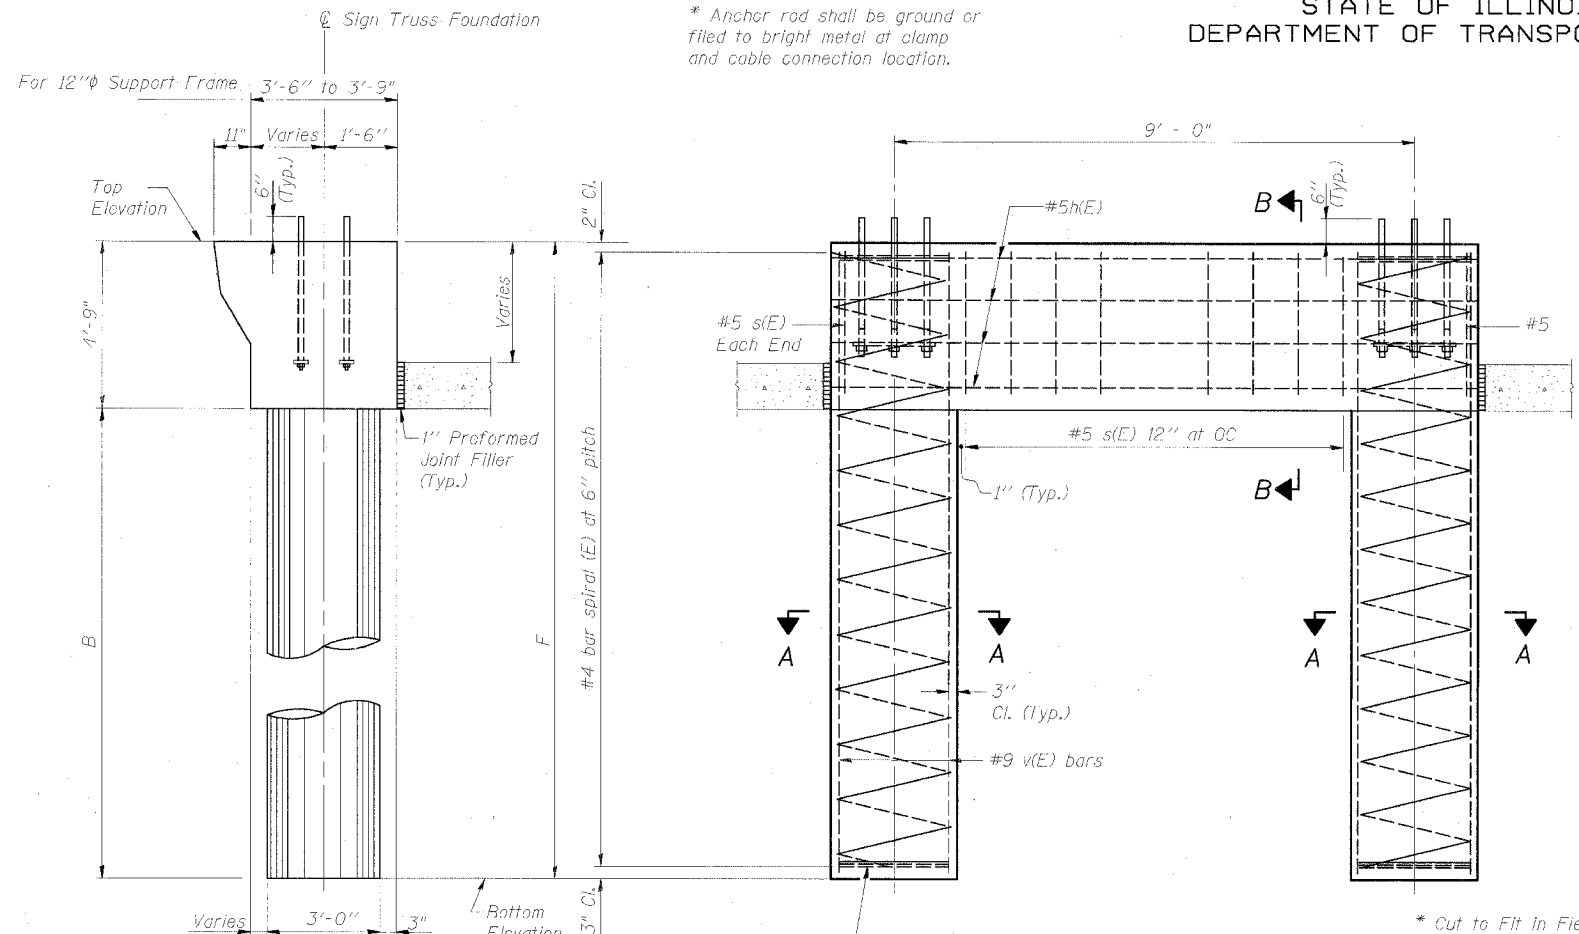 ℄ Sign Truss Foundation
* Anchor rod shall be ground or
filed to bright metal at clamp
and cable connection location.
STATE OF
DEPARTMENT OF
For 12''φ Support Frame
3'-6'' to 3'-9"
11"
Varies
1'-6''
9' - 0"
6''
(Typ.)
Top
Elevation
2" Cl.
#5h(E)
B
6''
(Typ.)
4'-9"
Varies
#5 s(E)
Each End
#5
1'' Preformed
Joint Filler
(Typ.)
#4 bar spiral (E) at 6'' pitch
#5 s(E) 12'' at OC
1'' (Typ.)
B
B
F
A
A
A
A
3''
Cl. (Typ.)
#9 v(E) bars
Varies
3'-0''
3"
Bottom
Elevation
3" Cl.
* Cut to Fit in